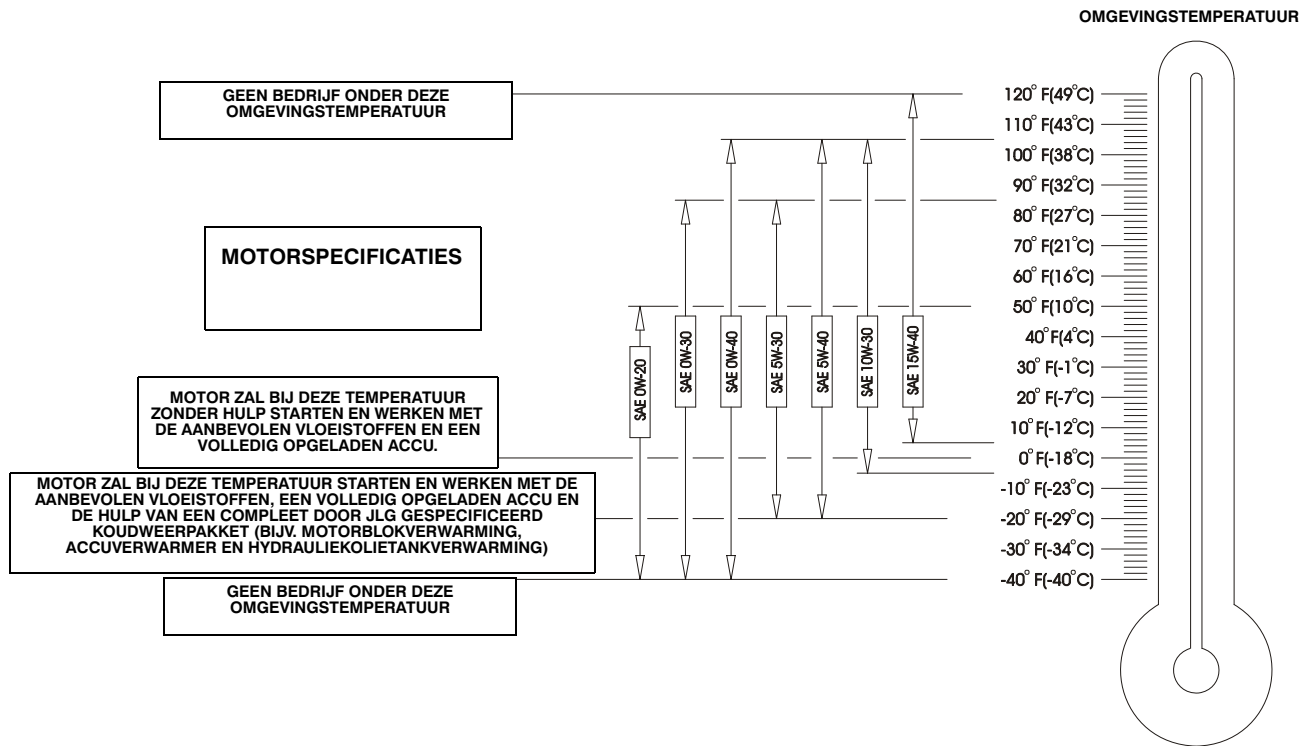 OMGEVINGSTEMPERATUUR
GEEN BEDRIJF ONDER DEZE
OMGEVINGSTEMPERATUUR
MOTORSPECIFICATIES
MOTOR ZAL BIJ DEZE TEMPERATUUR
ZONDER HULP STARTEN EN WERKEN MET
DE AANBEVOLEN VLOEISTOFFEN EN EEN
VOLLEDIG OPGELADEN ACCU.
MOTOR ZAL BIJ DEZE TEMPERATUUR STARTEN EN WERKEN MET DE
AANBEVOLEN VLOEISTOFFEN, EEN VOLLEDIG OPGELADEN ACCU EN
DE HULP VAN EEN COMPLEET DOOR JLG GESPECIFICEERD
KOUDWEERPAKKET (BIJV. MOTORBLOKVERWARMING,
ACCUVERWARMER EN HYDRAULIEKOLIETANKVERWARMING)
GEEN BEDRIJF ONDER DEZE
OMGEVINGSTEMPERATUUR
SAE 0W-20
SAE 0W-30
SAE 0W-40
SAE 5W-30
SAE 5W-40
SAE 10W-30
SAE 15W-40
120° F(49°C)
110° F(43°C)
100° F(38°C)
90° F(32°C)
80° F(27°C)
70° F(21°C)
60° F(16°C)
50° F(10°C)
40° F(4°C)
30° F(-1°C)
20° F(-7°C)
10° F(-12°C)
0° F(-18°C)
-10° F(-23°C)
-20° F(-29°C)
-30° F(-34°C)
-40° F(-40°C)